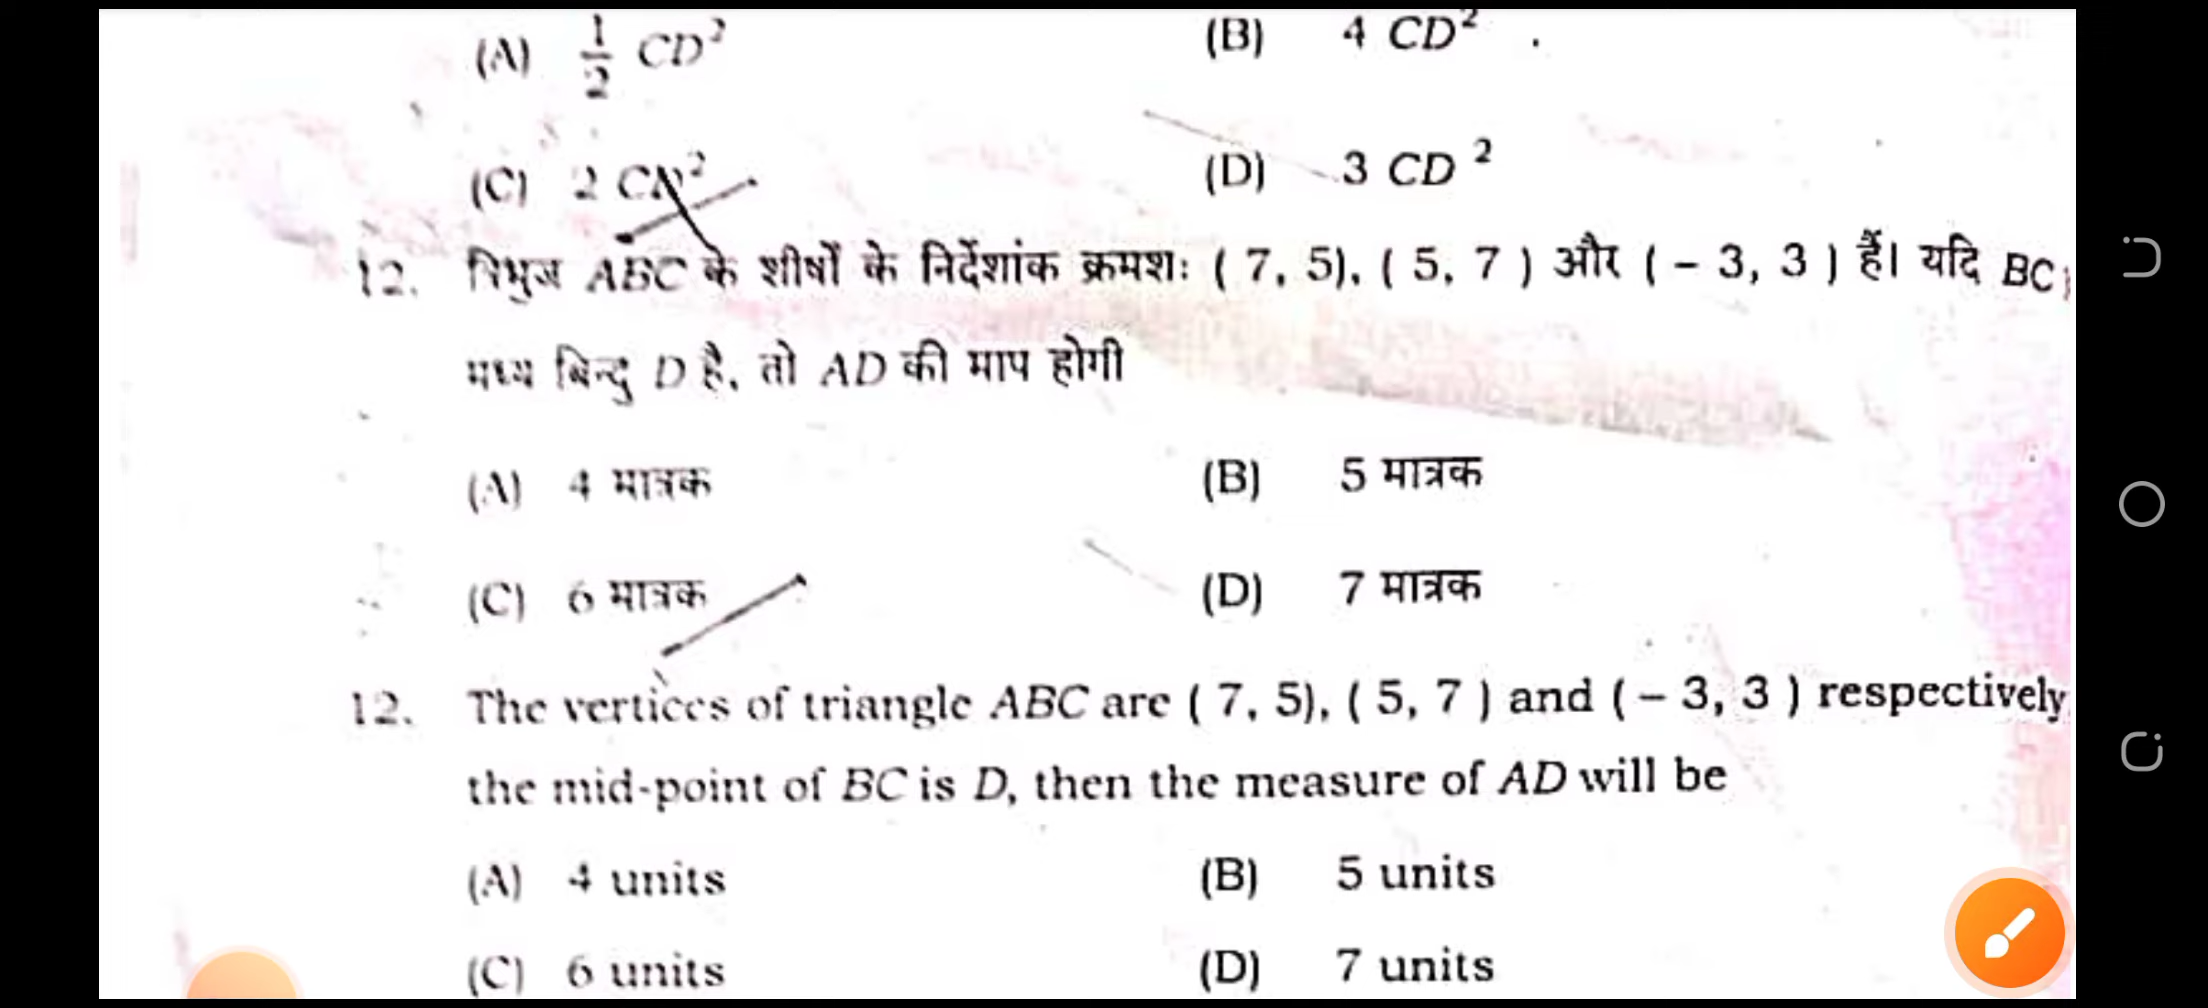 (A) 1/2 CD² (B) 4 CD²
(C) 2 CD² (D) 3 CD²
12. त्रिभुज ABC के शीर्षों के निर्देशांक क्रमशः ( 7, 5), ( 5, 7 ) और ( – 3, 3 ) हैं। यदि BC
मध्य बिन्दु D है, तो AD की माप होगी
(A) 4 मात्रक (B) 5 मात्रक
(C) 6 मात्रक (D) 7 मात्रक
12. The vertices of triangle ABC are ( 7, 5), ( 5, 7 ) and ( – 3, 3 ) respectively
the mid-point of BC is D, then the measure of AD will be
(A) 4 units (B) 5 units
(C) 6 units (D) 7 units